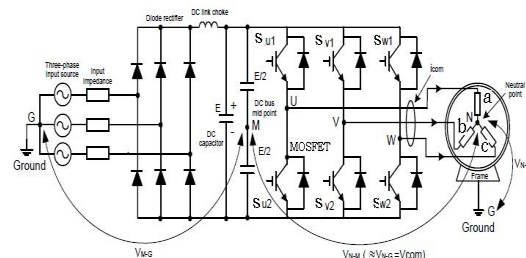 Diode rectifier
DC link choke
Three-phase
input source
Input
impedance
G
Ground
E
+
-
DC
capacitor
E/2
DC bus
mid point
M
E/2
Su1
Sv1
Sw1
U
V
W
MOSFET
Su2
Sv2
Sw2
icom
Neutral
point
a
N
b
c
Frame
G
Ground
VM-G
VN-M ( ≈VN-G =Vcom)
VN-